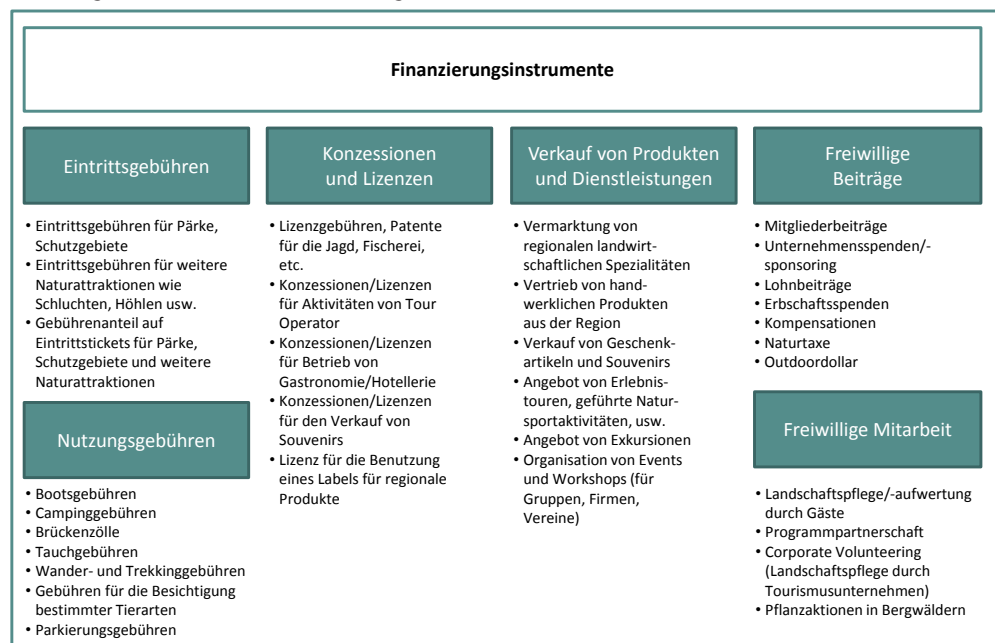 Finanzierungsinstrumente
Eintrittsgebühren
• Eintrittsgebühren für Pärke,
Schutzgebiete
• Eintrittsgebühren für weitere
Naturattraktionen wie
Schluchten, Höhlen usw.
• Gebührenanteil auf
Eintrittstickets für Pärke,
Schutzgebiete und weitere
Naturattraktionen
Nutzungsgebühren
• Bootsgebühren
• Campinggebühren
• Brückenzölle
• Tauchgebühren
• Wander- und Trekkinggebühren
• Gebühren für die Besichtigung
bestimmter Tierarten
• Parkierungsgebühren
Konzessionen
und Lizenzen
• Lizenzgebühren, Patente
für die Jagd, Fischerei,
etc.
• Konzessionen/Lizenzen
für Aktivitäten von Tour
Operator
• Konzessionen/Lizenzen
für Betrieb von
Gastronomie/Hotellerie
• Konzessionen/Lizenzen
für den Verkauf von
Souvenirs
• Lizenz für die Benutzung
eines Labels für regionale
Produkte
Verkauf von Produkten
und Dienstleistungen
• Vermarktung von
regionalen landwirt-
schaftlichen Spezialitäten
• Vertrieb von hand-
werklichen Produkten
aus der Region
• Verkauf von Geschenk-
artikeln und Souvenirs
• Angebot von Erlebnis-
touren, geführte Natur-
sportaktivitäten, usw.
• Angebot von Exkursionen
• Organisation von Events
und Workshops (für
Gruppen, Firmen,
Vereine)
Freiwillige
Beiträge
• Mitgliederbeiträge
• Unternehmensspenden/-
sponsoring
• Lohnbeiträge
• Erbschaftsspenden
• Kompensationen
• Naturtaxe
• Outdoordollar
Freiwillige Mitarbeit
• Landschaftspflege/-aufwertung
durch Gäste
• Programmpartnerschaft
• Corporate Volunteering
(Landschaftspflege durch
Tourismusunternehmen)
• Pflanzaktionen in Bergwäldern